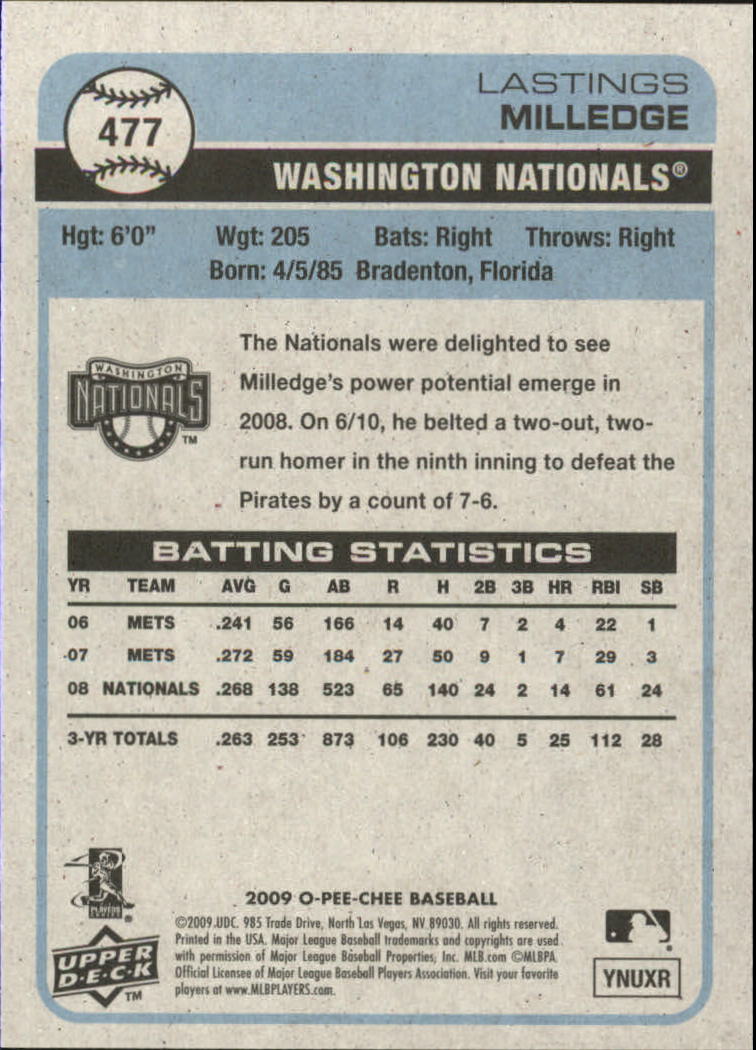 477
LASTINGS
MILLEDGE
WASHINGTON NATIONALS®
Hgt: 6'0" Wgt: 205 Bats: Right Throws: Right
Born: 4/5/85 Bradenton, Florida
WASHINGTON
NATIONALS
TM
The Nationals were delighted to see
Milledge's power potential emerge in
2008. On 6/10, he belted a two-out, two-
run homer in the ninth inning to defeat the
Pirates by a count of 7-6.
BATTING STATISTICS
YR TEAM AVG G AB R H 2B 3B HR RBI SB
06 METS .241 56 166 14 40 7 2 4 22 1
07 METS .272 59 184 27 50 9 1 7 29 3
08 NATIONALS .268 138 523 65 140 24 2 14 61 24
3-YR TOTALS .263 253 873 106 230 40 5 25 112 28
PLAYERS
CHOICE
®
2009 O-PEE-CHEE BASEBALL
©2009 UDC. 985 Trade Drive, North Las Vegas, NV 89030. All rights reserved.
Printed in the USA. Major League Baseball trademarks and copyrights are used
with permission of Major League Baseball Properties, Inc. MLB.com ©MLBPA
Official Licensee of Major League Baseball Players Association. Visit your favorite
players at www.MLBPLAYERS.com.
UPPER
D·E·C·K
TM
YNUXR